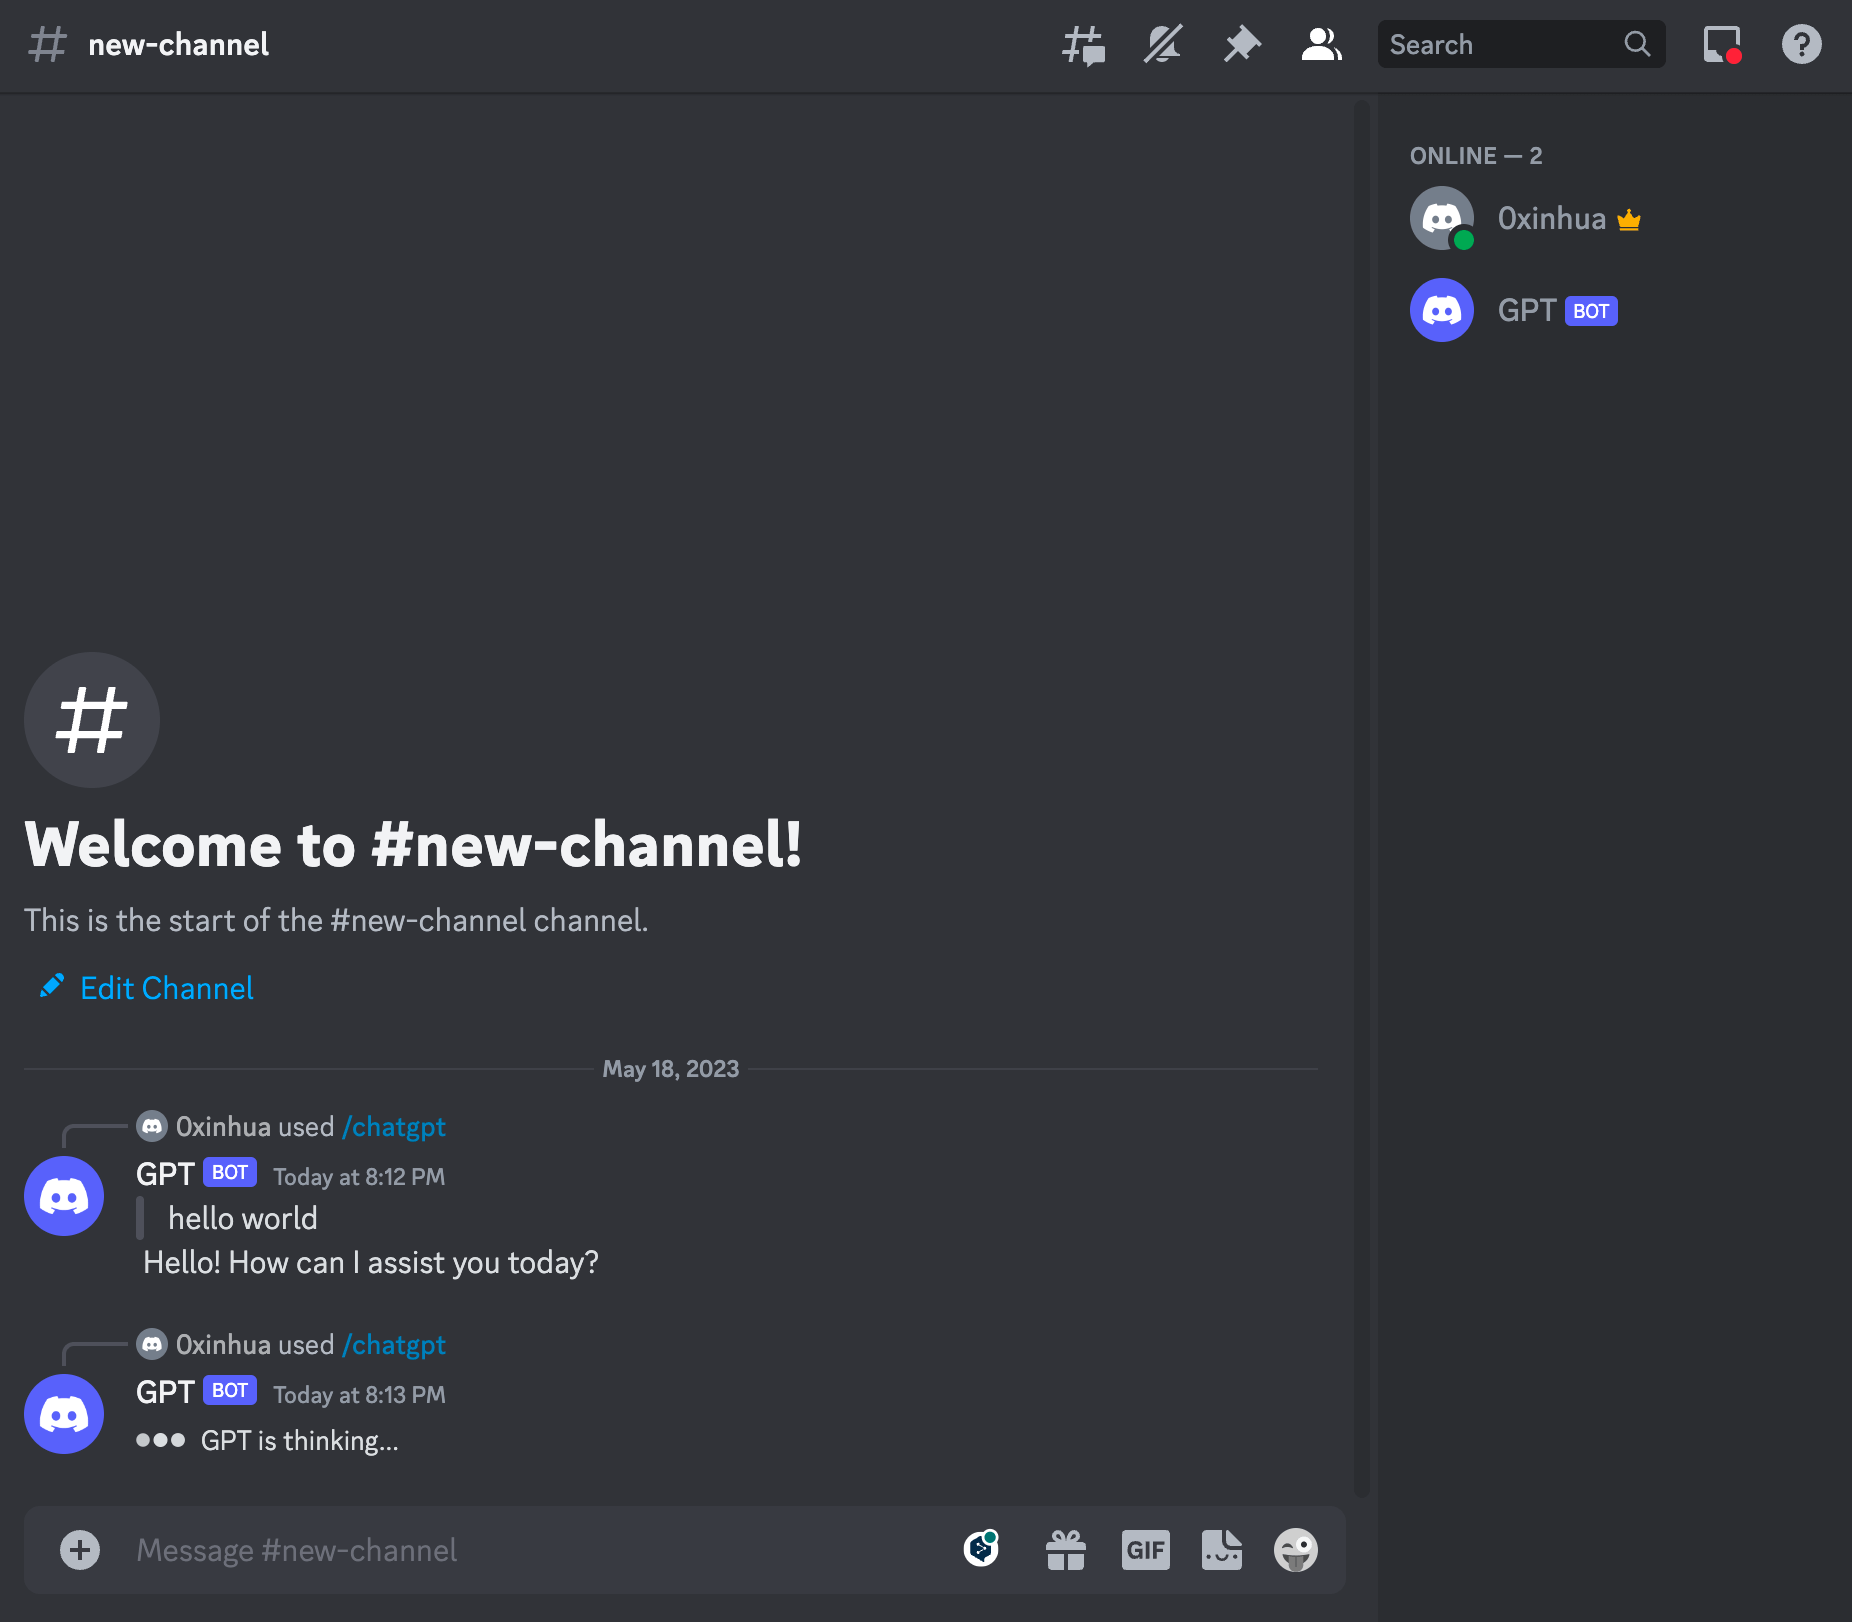 new-channel
Search
ONLINE — 2
0xinhua
GPT BOT
Welcome to #new-channel!
This is the start of the #new-channel channel.
Edit Channel
May 18, 2023
0xinhua used /chatgpt
GPT BOT Today at 8:12 PM
hello world
Hello! How can I assist you today?
0xinhua used /chatgpt
GPT BOT Today at 8:13 PM
GPT is thinking...
Message #new-channel
GIF